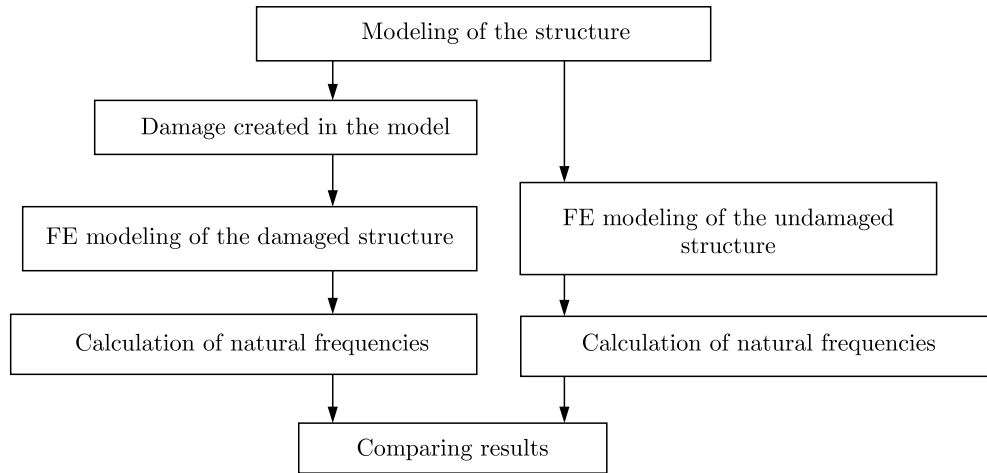 Modeling of the structure
Damage created in the model
FE modeling of the damaged structure
FE modeling of the undamaged
structure
Calculation of natural frequencies
Calculation of natural frequencies
Comparing results